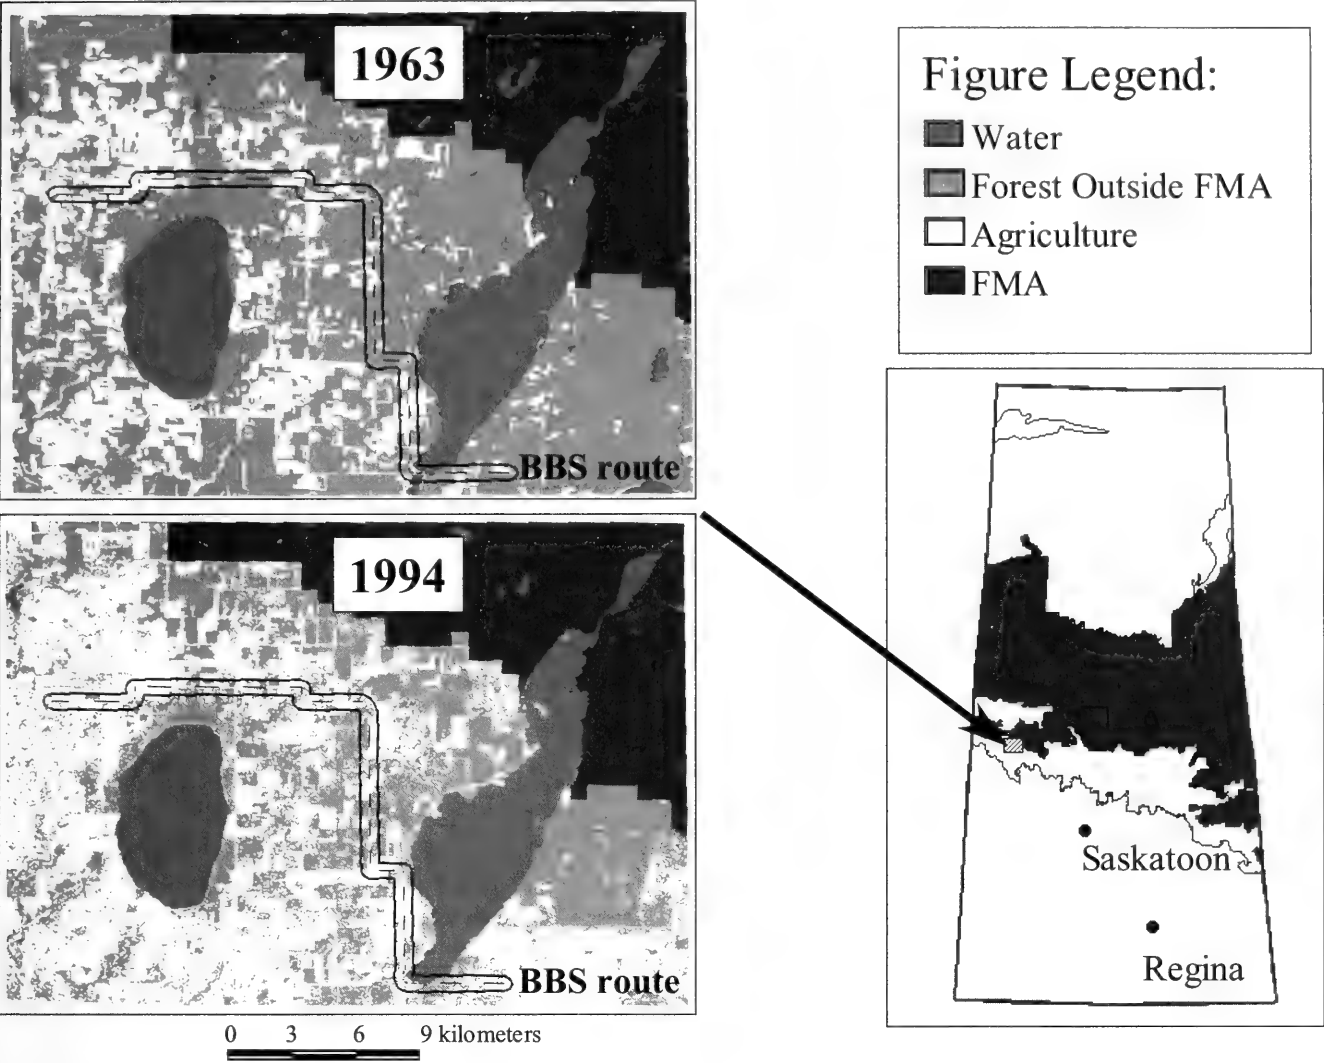 1963
BBS route
1994
BBS route
0 3 6 9 kilometers
Figure Legend:
Water
Forest Outside FMA
Agriculture
FMA
Saskatoon
Regina